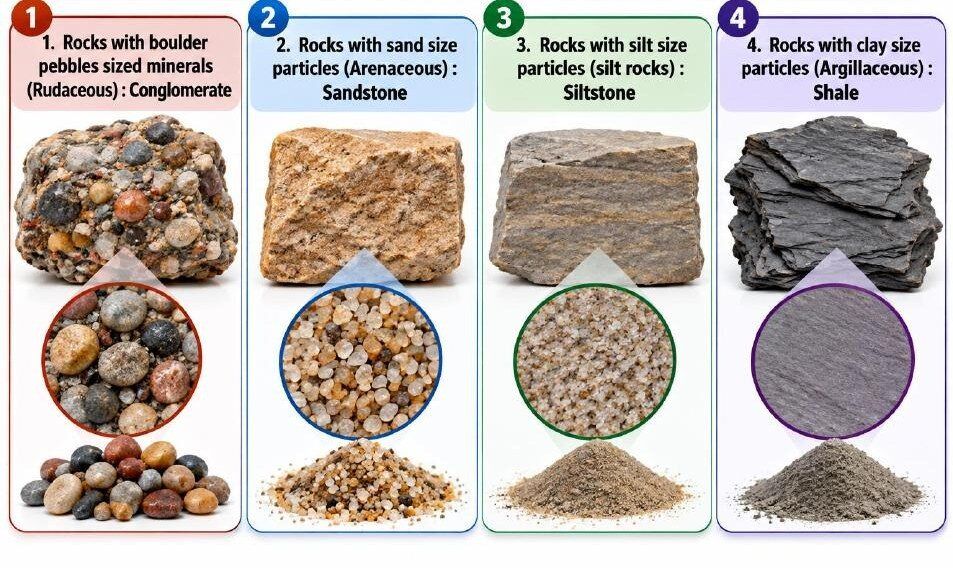 1
1. Rocks with boulder
pebbles sized minerals
(Rudaceous) : Conglomerate
2
2. Rocks with sand size
particles (Arenaceous) :
Sandstone
3
3. Rocks with silt size
particles (silt rocks) :
Siltstone
4
4. Rocks with clay size
particles (Argillaceous) :
Shale